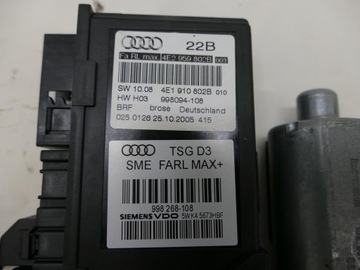 22B
Fa RL max 4E2 959 802B 003
SW 10.08 4E1 910 802B 010
HW H03 998094-108
BRF brose Deutschland
025 0126 25.10.2005 415
TSG D3
SME FARL MAX+
998 268-108
SIEMENS VDO 5WK4 5673HBF